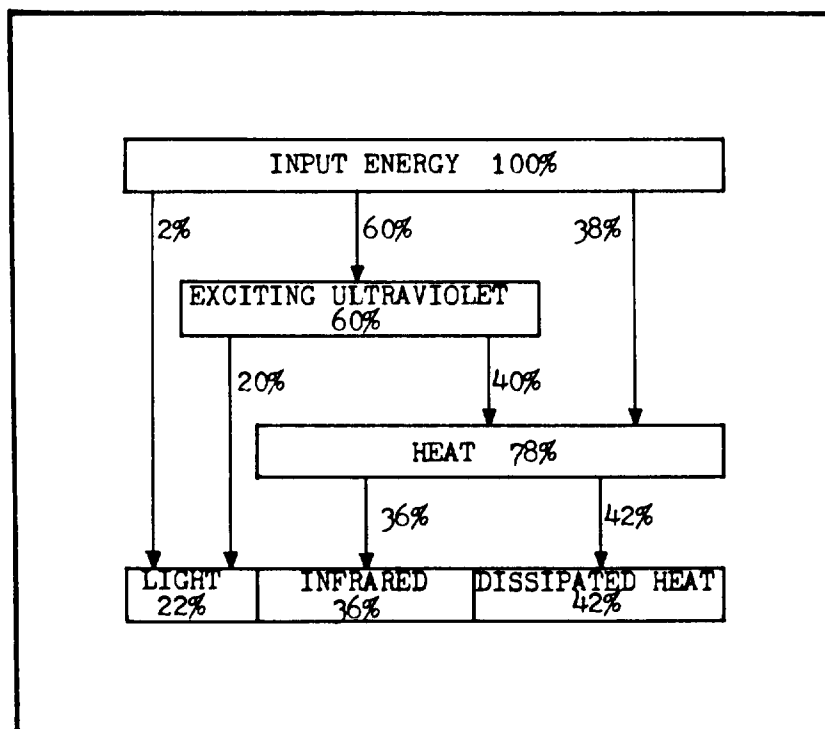 INPUT ENERGY 100%
2%
60%
38%
EXCITING ULTRAVIOLET
60%
20%
40%
HEAT 78%
36%
42%
LIGHT
22%
INFRARED
36%
DISSIPATED HEAT
42%